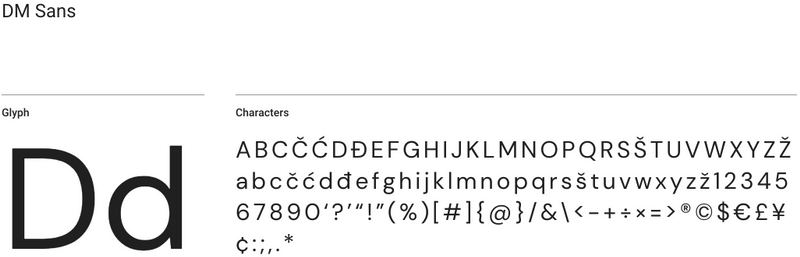 DM Sans
Glyph
Characters
Dd
ABCČĆDĐEFGHIJKLMNOPQRSŠTUVWXYZŽ
abcčćdđefghijklmnopqrsštuvwxyzž12345
67890‘?’“!”(%)[#]{@}/&\<-+÷×=>®©$€£¥
¢:;,.*